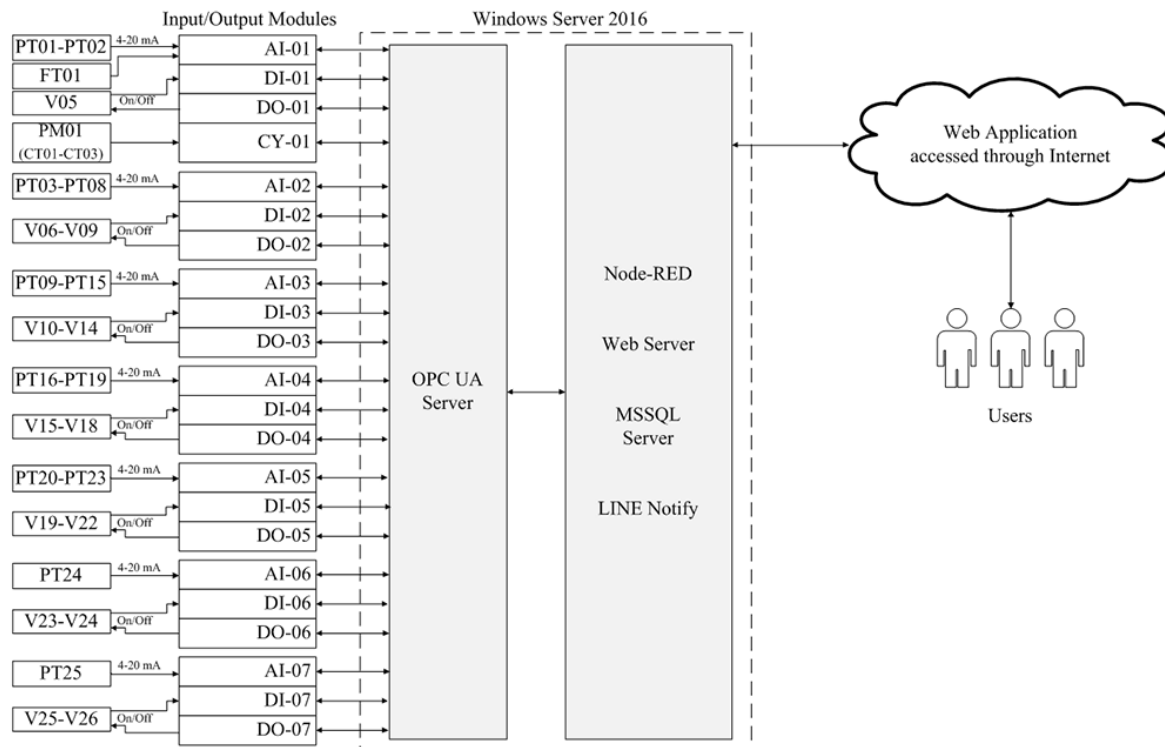 Input/Output Modules
Windows Server 2016
PT01-PT02
4-20 mA
AI-01
FT01
DI-01
V05
On/Off
DO-01
PM01
(CT01-CT03)
CY-01
PT03-PT08
4-20 mA
AI-02
DI-02
V06-V09
On/Off
DO-02
PT09-PT15
4-20 mA
AI-03
DI-03
V10-V14
On/Off
DO-03
PT16-PT19
4-20 mA
AI-04
DI-04
V15-V18
On/Off
DO-04
PT20-PT23
4-20 mA
AI-05
DI-05
V19-V22
On/Off
DO-05
PT24
4-20 mA
AI-06
DI-06
V23-V24
On/Off
DO-06
PT25
4-20 mA
AI-07
DI-07
V25-V26
On/Off
DO-07
OPC UA
Server
Node-RED
Web Server
MSSQL
Server
LINE Notify
Web Application
accessed through Internet
Users